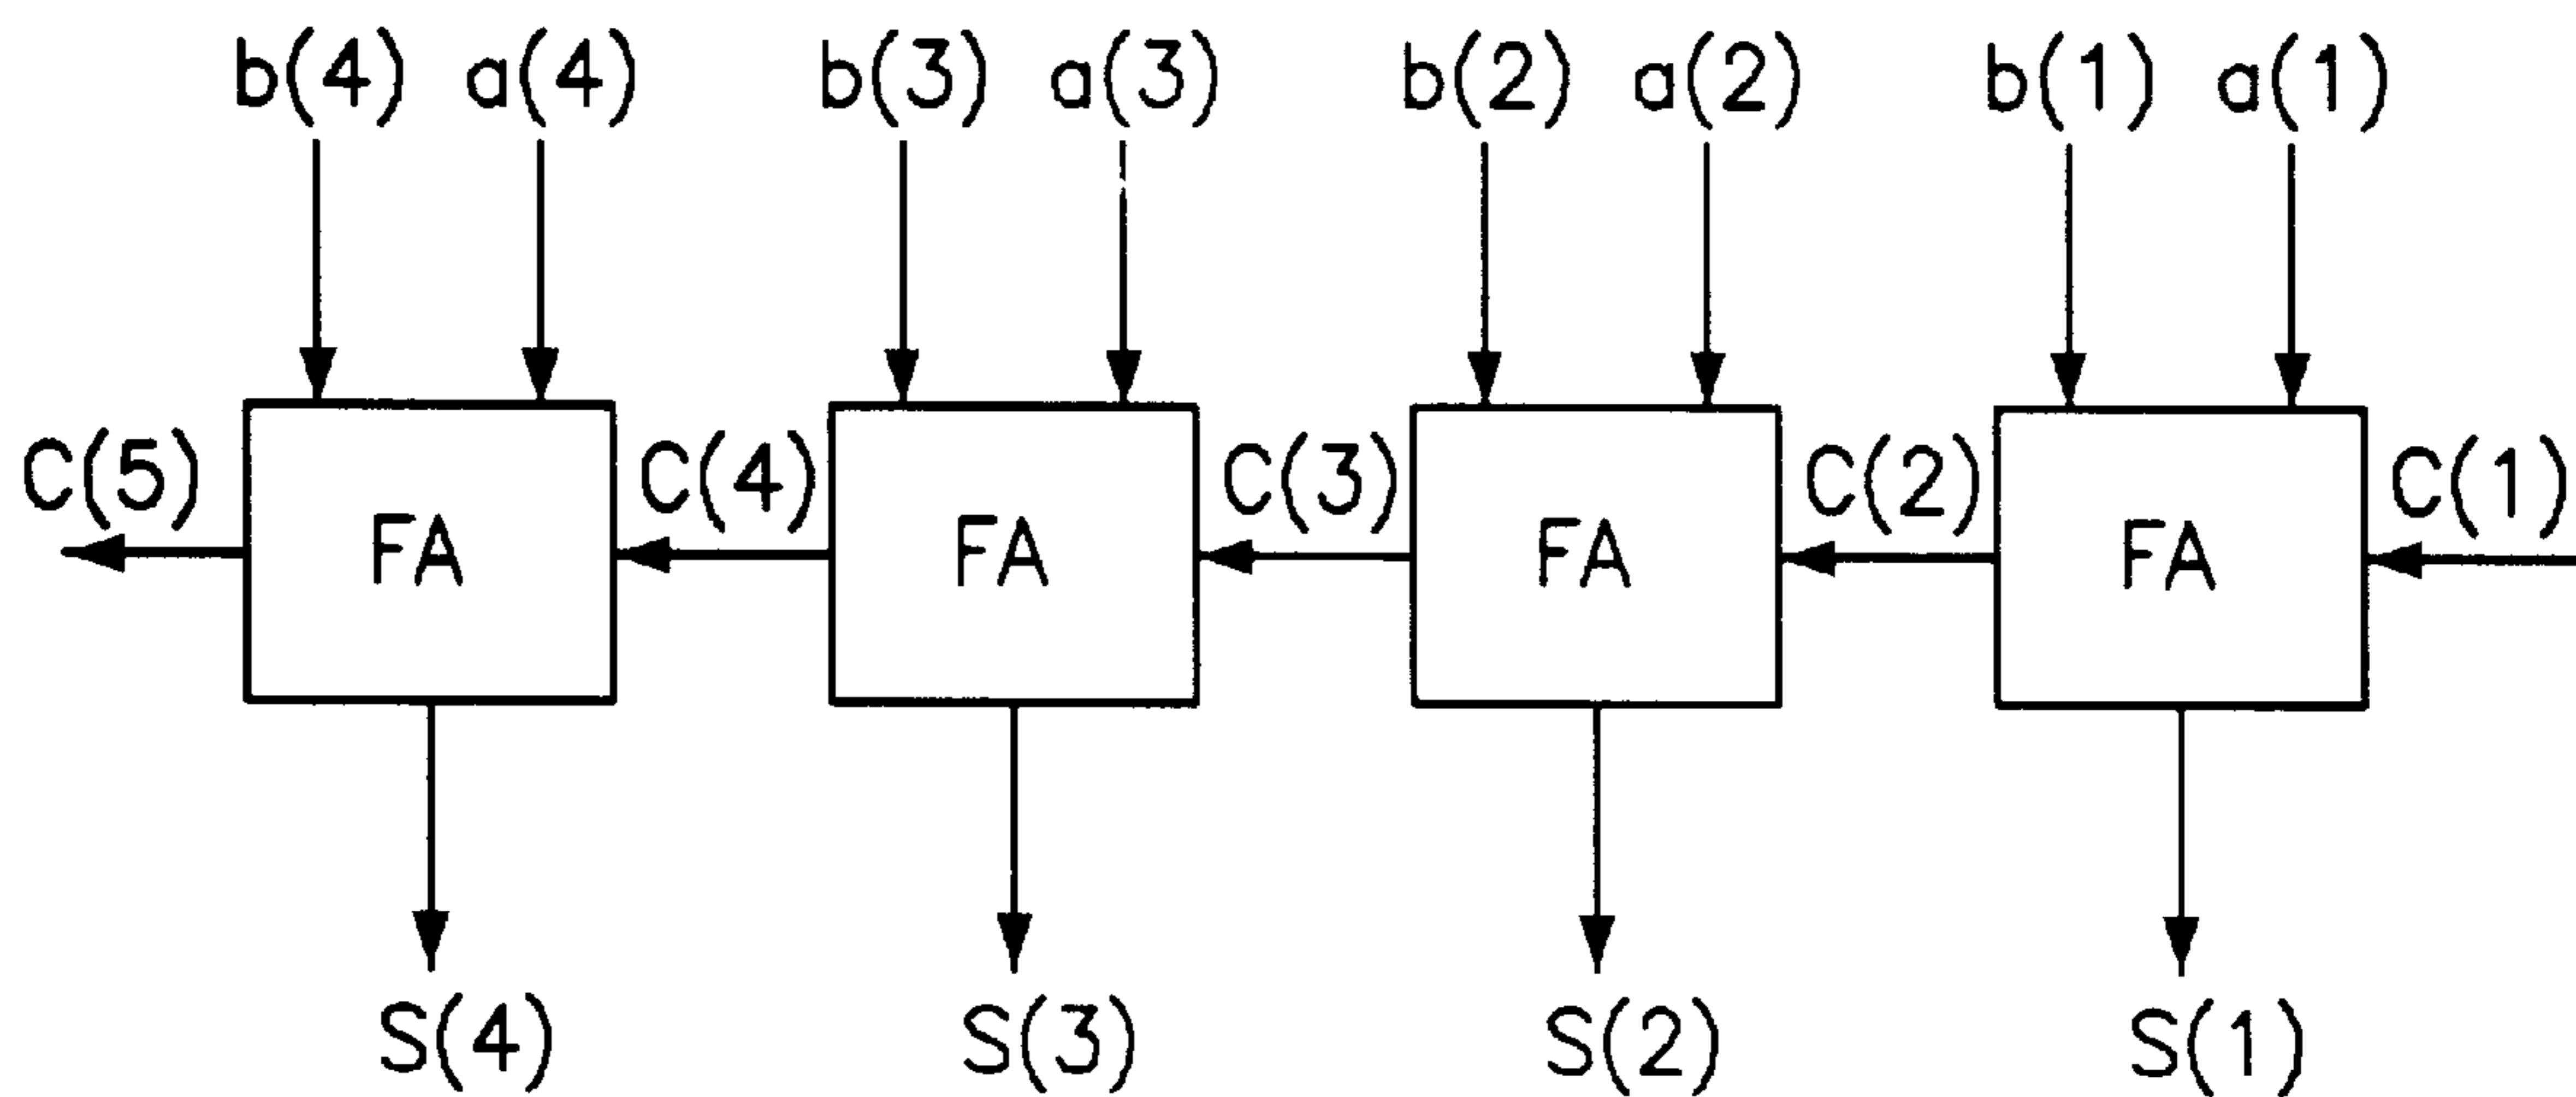 b(4) a(4) b(3) a(3) b(2) a(2) b(1) a(1)
C(5) C(4) C(3) C(2) C(1)
FA FA FA FA
S(4) S(3) S(2) S(1)